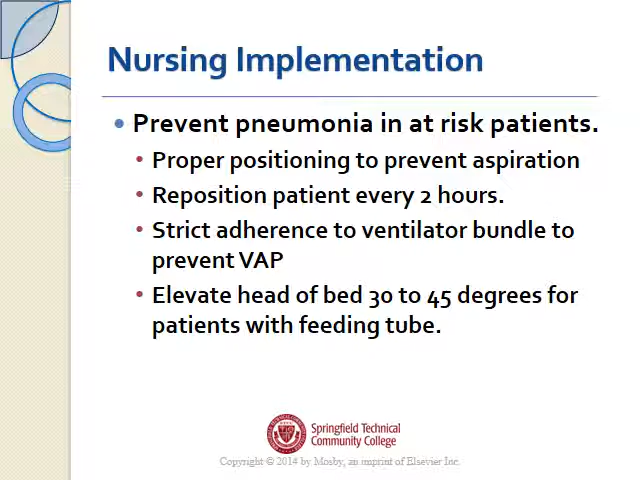 Nursing Implementation
Prevent pneumonia in at risk patients.
Proper positioning to prevent aspiration
Reposition patient every 2 hours.
Strict adherence to ventilator bundle to
prevent VAP
Elevate head of bed 30 to 45 degrees for
patients with feeding tube.
Springfield Technical
Community College
Copyright © 2014 by Mosby, an imprint of Elsevier Inc.